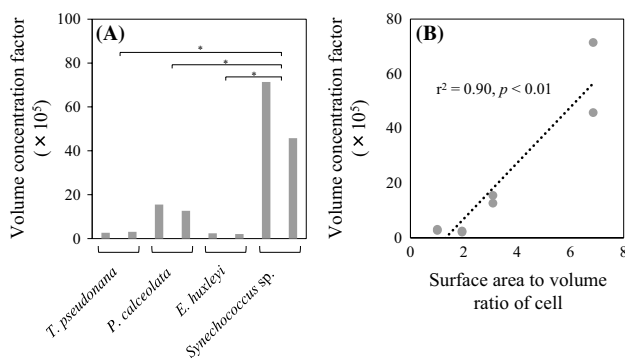 (A)
Volume concentration factor
( × 10⁵)
100
80
60
40
20
0
*
*
*
T. pseudonana
P. calceolata
E. huxleyi
Synechococcus sp.
(B)
Volume concentration factor
( × 10⁵)
80
60
40
20
0
r² = 0.90, p < 0.01
0 2 4 6 8
Surface area to volume
ratio of cell